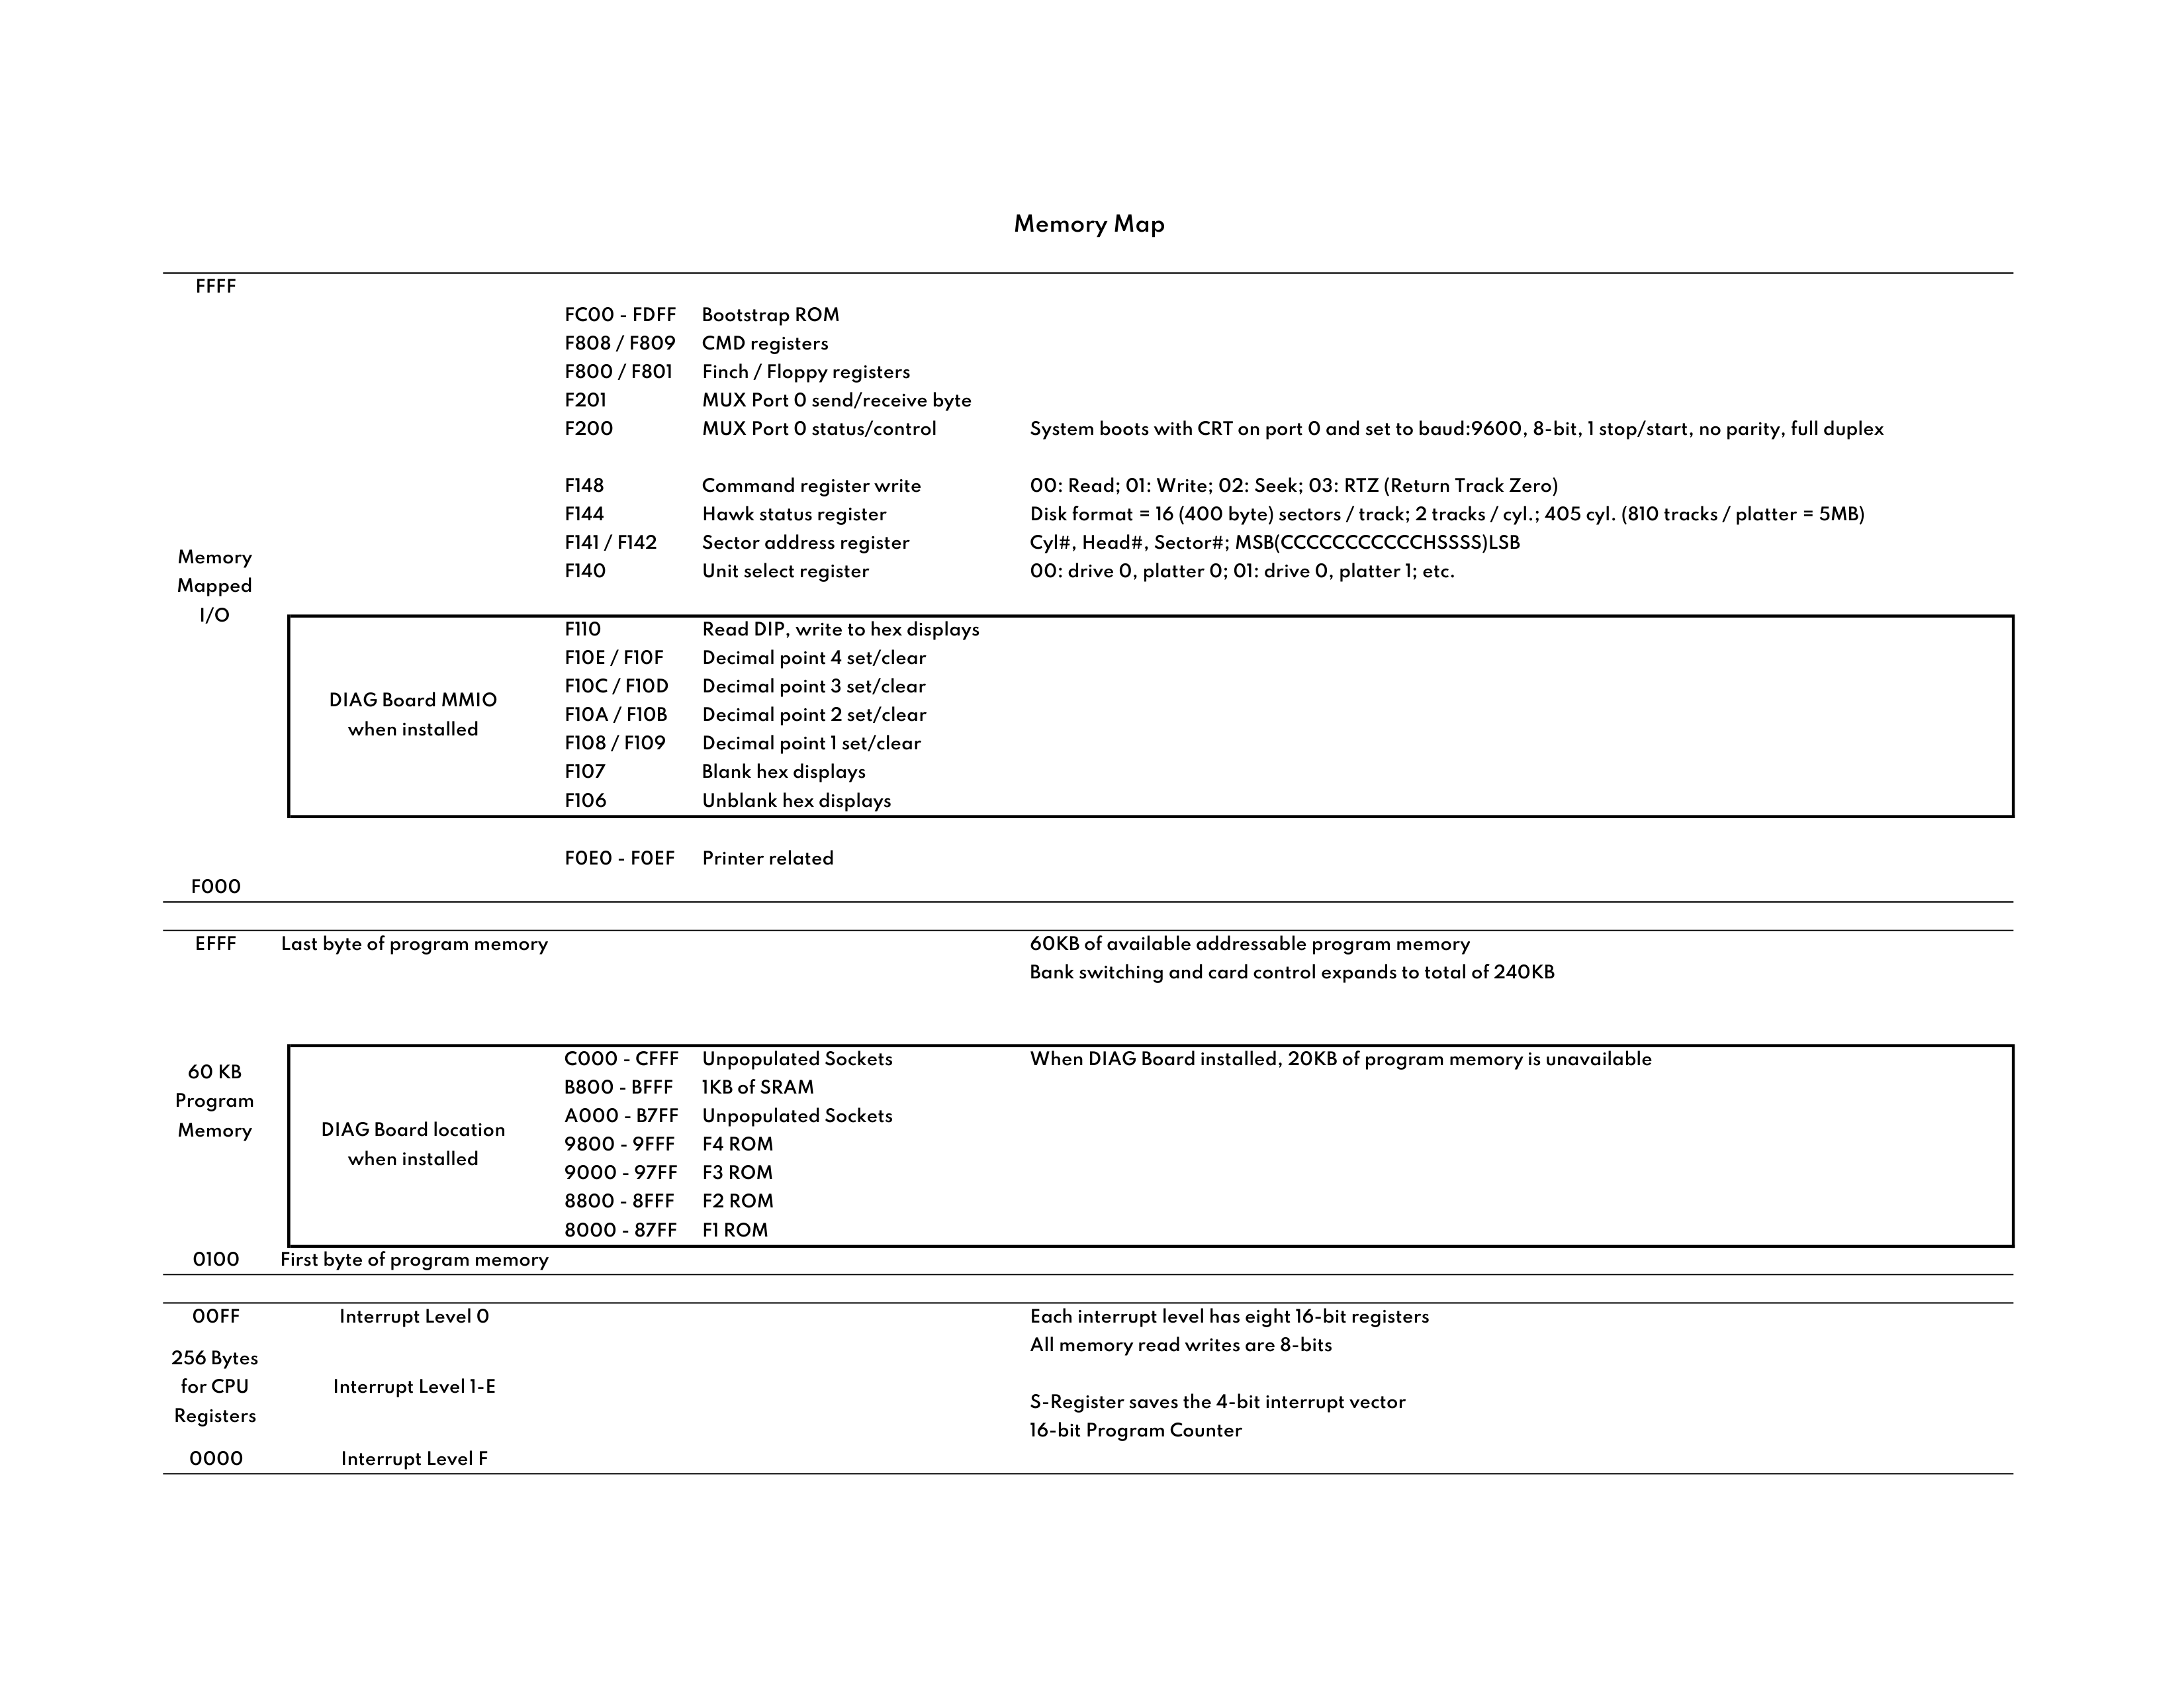 Memory Map
FFFF
FC00 - FDFF Bootstrap ROM
F808 / F809 CMD registers
F800 / F801 Finch / Floppy registers
F201 MUX Port 0 send/receive byte
F200 MUX Port 0 status/control System boots with CRT on port 0 and set to baud:9600, 8-bit, 1 stop/start, no parity, full duplex
F148 Command register write 00: Read; 01: Write; 02: Seek; 03: RTZ (Return Track Zero)
F144 Hawk status register Disk format = 16 (400 byte) sectors / track; 2 tracks / cyl.; 405 cyl. (810 tracks / platter = 5MB)
F141 / F142 Sector address register Cyl#, Head#, Sector#; MSB(CCCCCCCCCCCHSSSS)LSB
F140 Unit select register 00: drive 0, platter 0; 01: drive 0, platter 1; etc.
Memory
Mapped
I/O
F110 Read DIP, write to hex displays
F10E / F10F Decimal point 4 set/clear
F10C / F10D Decimal point 3 set/clear
F10A / F10B Decimal point 2 set/clear
F108 / F109 Decimal point 1 set/clear
F107 Blank hex displays
F106 Unblank hex displays
DIAG Board MMIO
when installed
F0E0 - F0EF Printer related
F000
EFFF Last byte of program memory 60KB of available addressable program memory
Bank switching and card control expands to total of 240KB
60 KB
Program
Memory
C000 - CFFF Unpopulated Sockets When DIAG Board installed, 20KB of program memory is unavailable
B800 - BFFF 1KB of SRAM
A000 - B7FF Unpopulated Sockets
9800 - 9FFF F4 ROM
9000 - 97FF F3 ROM
8800 - 8FFF F2 ROM
8000 - 87FF F1 ROM
DIAG Board location
when installed
0100 First byte of program memory
00FF Interrupt Level 0 Each interrupt level has eight 16-bit registers
All memory read writes are 8-bits
256 Bytes
for CPU
Registers
Interrupt Level 1-E
S-Register saves the 4-bit interrupt vector
16-bit Program Counter
0000 Interrupt Level F